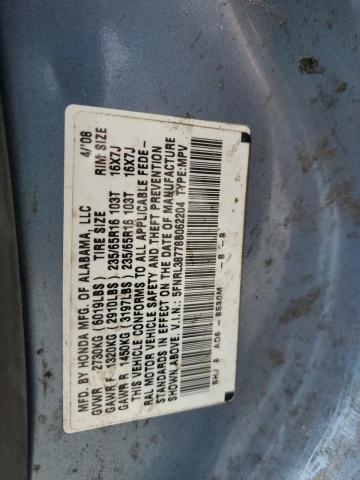 MFD. BY HONDA MFG. OF ALABAMA, LLC 4/'08
GVWR 2730KG (6019LBS) TIRE SIZE RIM SIZE
GAWR F 1320KG (2910LBS) 235/65R16 103T 16X7J
GAWR R 1450KG (3197LBS) 235/65R16 103T 16X7J
THIS VEHICLE CONFORMS TO ALL APPLICABLE FEDE-
RAL MOTOR VEHICLE SAFETY AND THEFT PREVENTION
STANDARDS IN EFFECT ON THE DATE OF MANUFACTURE
SHOWN ABOVE. V.I.N.: 5FNRL38778B062204 TYPE:MPV
SHJ B AD6 - B530M - B -B